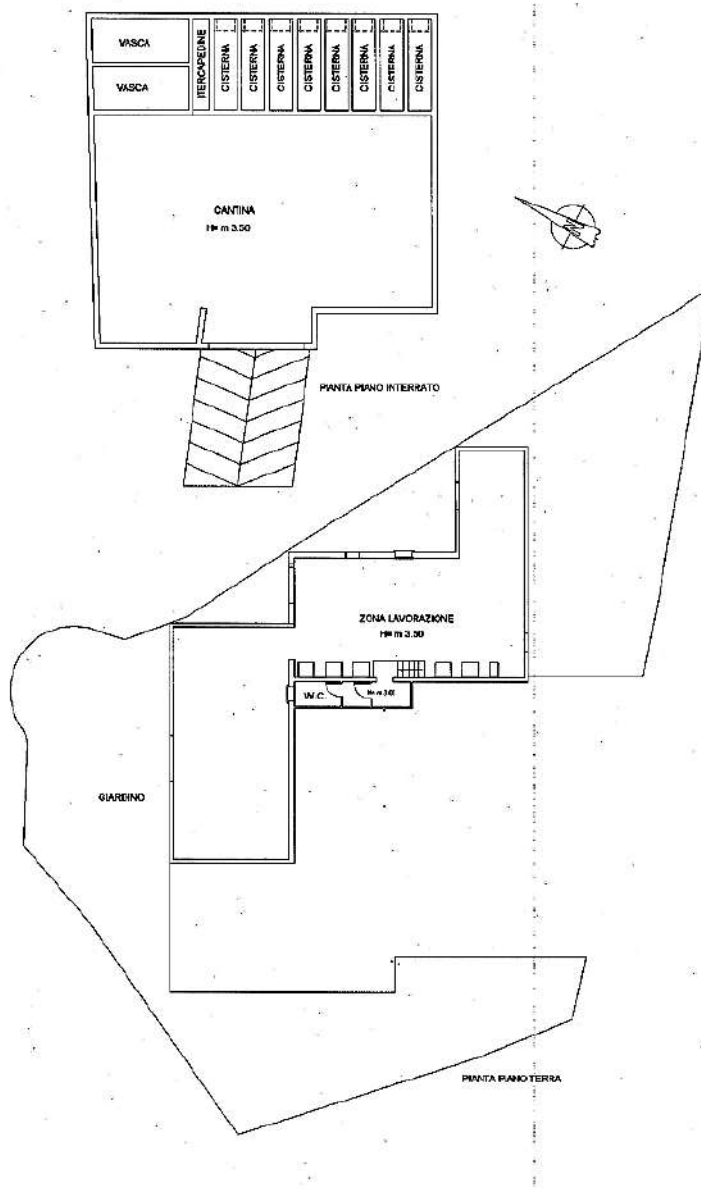 VASCA
VASCA
ITERCAPEDINE
CISTERNA
CISTERNA
CISTERNA
CISTERNA
CISTERNA
CISTERNA
CISTERNA
CISTERNA
CANTINA
H= m 3.50
N
PIANTA PIANO INTERRATO
ZONA LAVORAZIONE
H= m 3.50
W.C.
GIARDINO
PIANTA PIANO TERRA